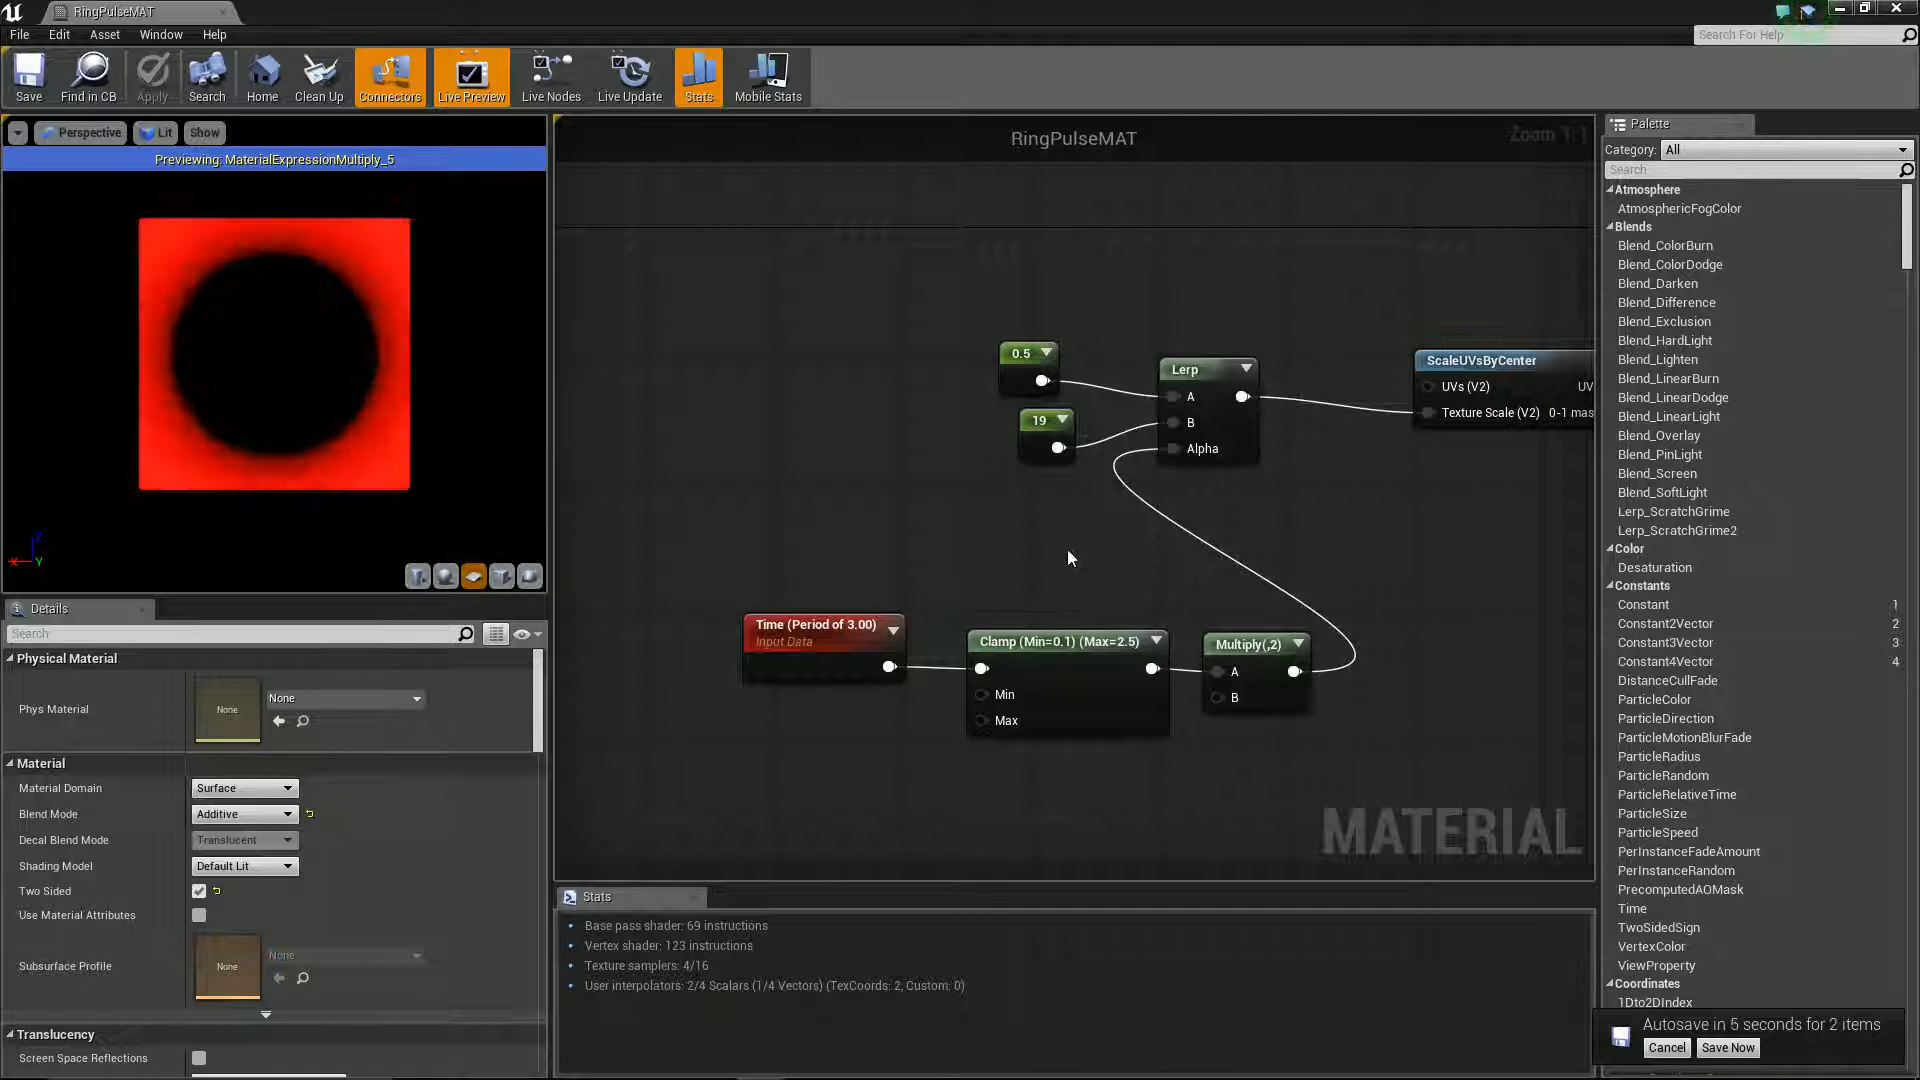 RingPulseMAT
File Edit Asset Window Help
Search For Help
Save Find in CB Apply Search Home Clean Up Connectors Live Preview Live Nodes Live Update Stats Mobile Stats
Perspective Lit Show
Previewing: MaterialExpressionMultiply_5
RingPulseMAT
Zoom 1:1
0.5
19
Lerp
A
B
Alpha
ScaleUVsByCenter
UVs (V2) UV
Texture Scale (V2) 0-1 mas
Time (Period of 3.00)
Input Data
Clamp (Min=0.1) (Max=2.5)
Min
Max
Multiply(,2)
A
B
MATERIAL
X Z Y
Details
Search
Physical Material
Phys Material None None
Material
Material Domain Surface
Blend Mode Additive
Decal Blend Mode Translucent
Shading Model Default Lit
Two Sided
Use Material Attributes
Subsurface Profile None None
Translucency
Screen Space Reflections
Stats
Base pass shader: 69 instructions
Vertex shader: 123 instructions
Texture samplers: 4/16
User interpolators: 2/4 Scalars (1/4 Vectors) (TexCoords: 2, Custom: 0)
Palette
Category: All
Search
Atmosphere
AtmosphericFogColor
Blends
Blend_ColorBurn
Blend_ColorDodge
Blend_Darken
Blend_Difference
Blend_Exclusion
Blend_HardLight
Blend_Lighten
Blend_LinearBurn
Blend_LinearDodge
Blend_LinearLight
Blend_Overlay
Blend_PinLight
Blend_Screen
Blend_SoftLight
Lerp_ScratchGrime
Lerp_ScratchGrime2
Color
Desaturation
Constants
Constant 1
Constant2Vector 2
Constant3Vector 3
Constant4Vector 4
DistanceCullFade
ParticleColor
ParticleDirection
ParticleMotionBlurFade
ParticleRadius
ParticleRandom
ParticleRelativeTime
ParticleSize
ParticleSpeed
PerInstanceFadeAmount
PerInstanceRandom
PrecomputedAOMask
Time
TwoSidedSign
VertexColor
ViewProperty
Coordinates
1Dto2DIndex
Autosave in 5 seconds for 2 items
Cancel Save Now